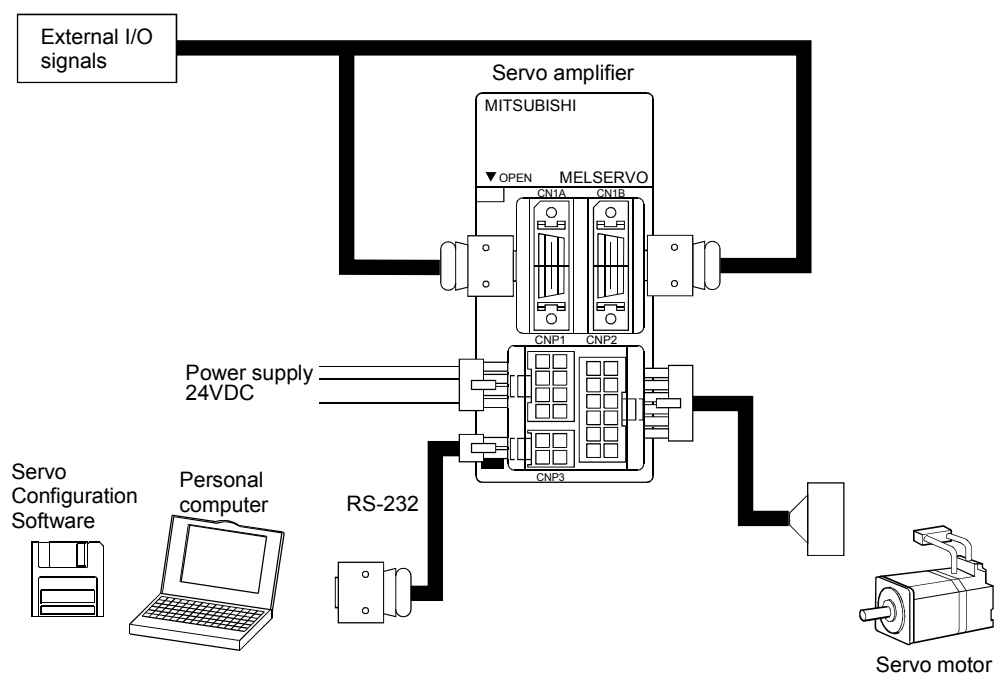 External I/O
signals
Servo amplifier
MITSUBISHI
▼ OPEN MELSERVO
CN1A CN1B
CNP1 CNP2
Power supply
24VDC
CNP3
RS-232
Servo
Configuration
Software
Personal
computer
Servo motor